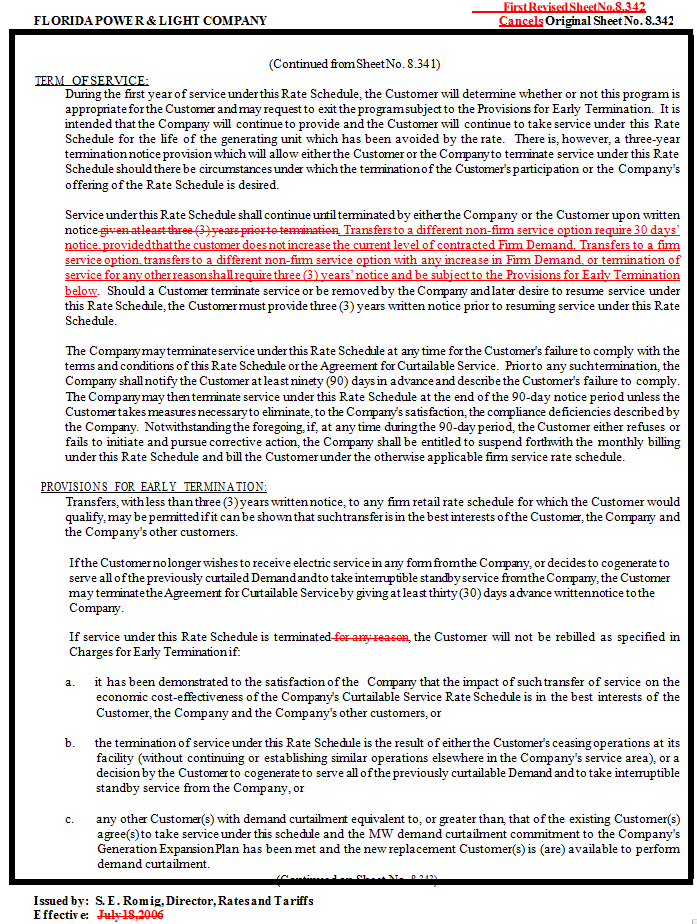 First Revised Sheet No. 8.342
FLORIDA POWER & LIGHT COMPANY Cancels Original Sheet No. 8.342
(Continued from Sheet No. 8.341)
TERM OF SERVICE:
During the first year of service under this Rate Schedule, the Customer will determine whether or not this program is
appropriate for the Customer and may request to exit the program subject to the Provisions for Early Termination. It is
intended that the Company will continue to provide and the Customer will continue to take service under this Rate
Schedule for the life of the generating unit which has been avoided by the rate. There is, however, a three-year
termination notice provision which will allow either the Customer or the Company to terminate service under this Rate
Schedule should there be circumstances under which the termination of the Customer's participation or the Company's
offering of the Rate Schedule is desired.
Service under this Rate Schedule shall continue until terminated by either the Company or the Customer upon written
notice given at least three (3) years prior to termination. Transfers to a different non-firm service option require 30 days'
notice, provided that the customer does not increase the current level of contracted Firm Demand. Transfers to a firm
service option, transfers to a different non-firm service option with any increase in Firm Demand, or termination of
service for any other reason shall require three (3) years' notice and be subject to the Provisions for Early Termination
below. Should a Customer terminate service or be removed by the Company and later desire to resume service under
this Rate Schedule, the Customer must provide three (3) years written notice prior to resuming service under this Rate
Schedule.
The Company may terminate service under this Rate Schedule at any time for the Customer's failure to comply with the
terms and conditions of this Rate Schedule or the Agreement for Curtailable Service. Prior to any such termination, the
Company shall notify the Customer at least ninety (90) days in advance and describe the Customer's failure to comply.
The Company may then terminate service under this Rate Schedule at the end of the 90-day notice period unless the
Customer takes measures necessary to eliminate, to the Company's satisfaction, the compliance deficiencies described by
the Company. Notwithstanding the foregoing, if, at any time during the 90-day period, the Customer either refuses or
fails to initiate and pursue corrective action, the Company shall be entitled to suspend forthwith the monthly billing
under this Rate Schedule and bill the Customer under the otherwise applicable firm service rate schedule.
PROVISIONS FOR EARLY TERMINATION:
Transfers, with less than three (3) years written notice, to any firm retail rate schedule for which the Customer would
qualify, may be permitted if it can be shown that such transfer is in the best interests of the Customer, the Company and
the Company's other customers.
If the Customer no longer wishes to receive electric service in any form from the Company, or decides to cogenerate to
serve all of the previously curtailed Demand and to take interruptible standby service from the Company, the Customer
may terminate the Agreement for Curtailable Service by giving at least thirty (30) days advance written notice to the
Company.
If service under this Rate Schedule is terminated for any reason, the Customer will not be rebilled as specified in
Charges for Early Termination if:
a. it has been demonstrated to the satisfaction of the Company that the impact of such transfer of service on the
economic cost-effectiveness of the Company's Curtailable Service Rate Schedule is in the best interests of the
Customer, the Company and the Company's other customers, or
b. the termination of service under this Rate Schedule is the result of either the Customer's ceasing operations at its
facility (without continuing or establishing similar operations elsewhere in the Company's service area), or a
decision by the Customer to cogenerate to serve all of the previously curtailable Demand and to take interruptible
standby service from the Company, or
c. any other Customer(s) with demand curtailment equivalent to, or greater than, that of the existing Customer(s)
agree(s) to take service under this schedule and the MW demand curtailment commitment to the Company's
Generation Expansion Plan has been met and the new replacement Customer(s) is (are) available to perform
demand curtailment.
(Continued on Sheet No. 8.343)
Issued by: S. E. Romig, Director, Rates and Tariffs
Effective: July 18, 2006